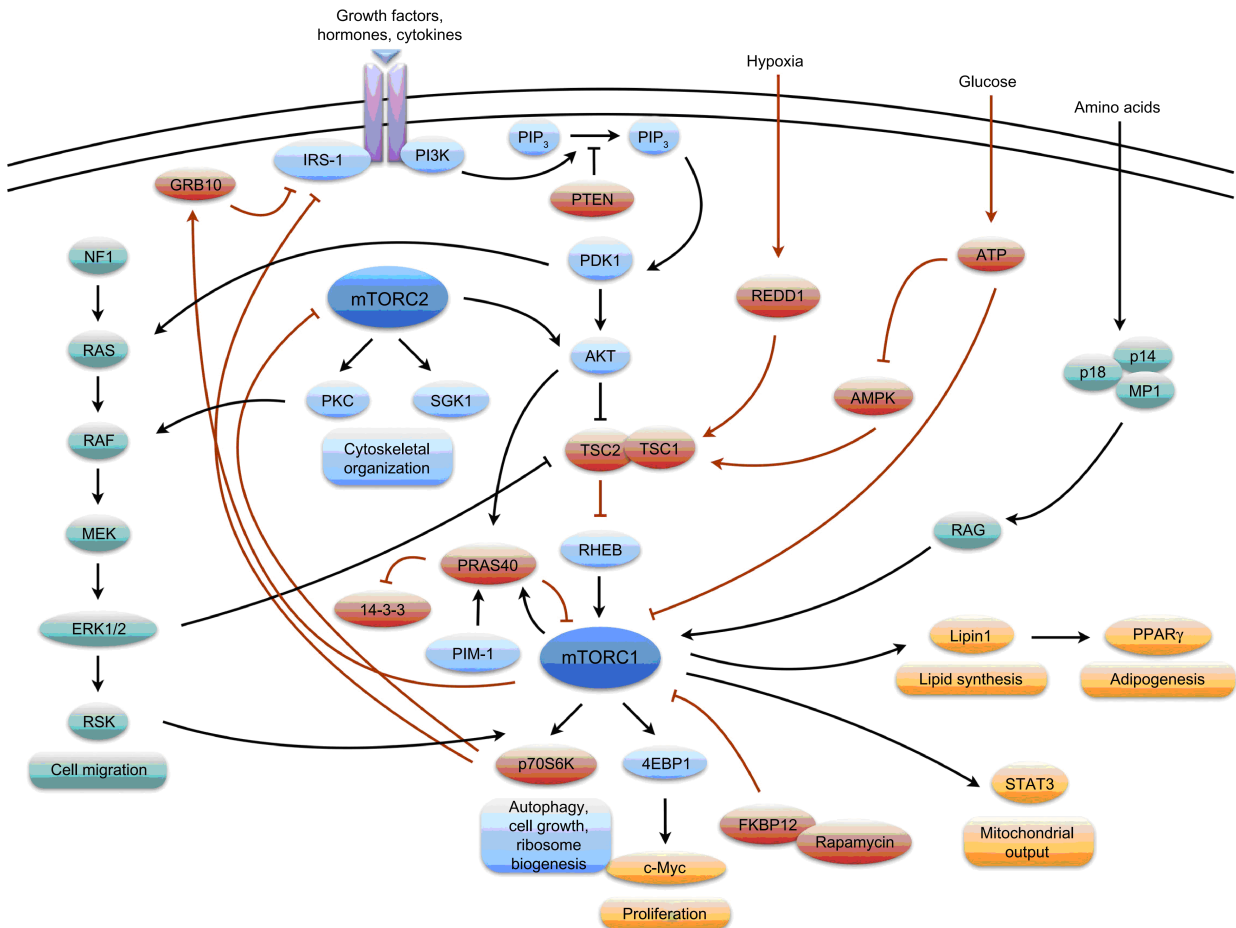 Growth factors,
hormones, cytokines
Hypoxia
Glucose
Amino acids
PIP3
PIP3
IRS-1
PI3K
GRB10
PTEN
NF1
PDK1
ATP
mTORC2
REDD1
RAS
AKT
p14
p18
MP1
PKC
SGK1
AMPK
RAF
Cytoskeletal
organization
TSC2
TSC1
MEK
RHEB
RAG
PRAS40
14-3-3
ERK1/2
PIM-1
mTORC1
Lipin1
PPARγ
Lipid synthesis
Adipogenesis
RSK
Cell migration
p70S6K
4EBP1
STAT3
Autophagy,
cell growth,
ribosome
biogenesis
FKBP12
Rapamycin
Mitochondrial
output
c-Myc
Proliferation